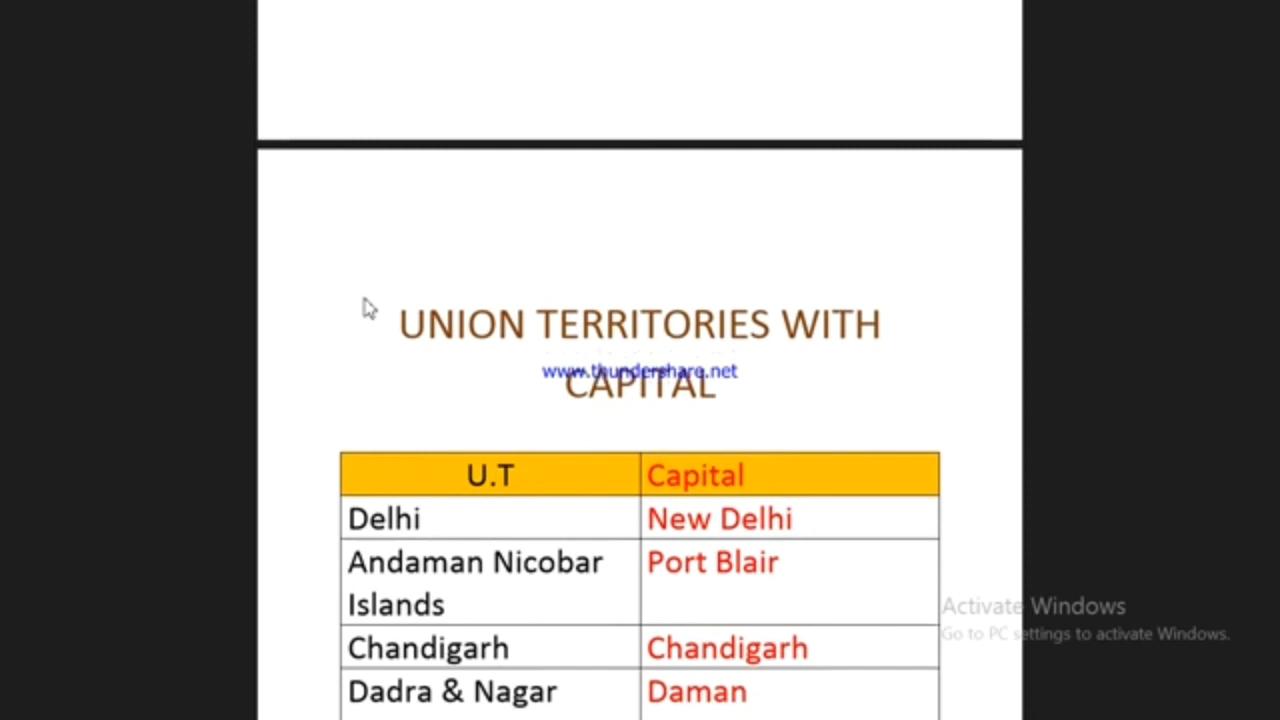 UNION TERRITORIES WITH
www.thundershare.net
CAPITAL
U.T Capital
Delhi New Delhi
Andaman Nicobar Port Blair
Islands
Activate Windows
Go to PC settings to activate Windows.
Chandigarh Chandigarh
Dadra & Nagar Daman